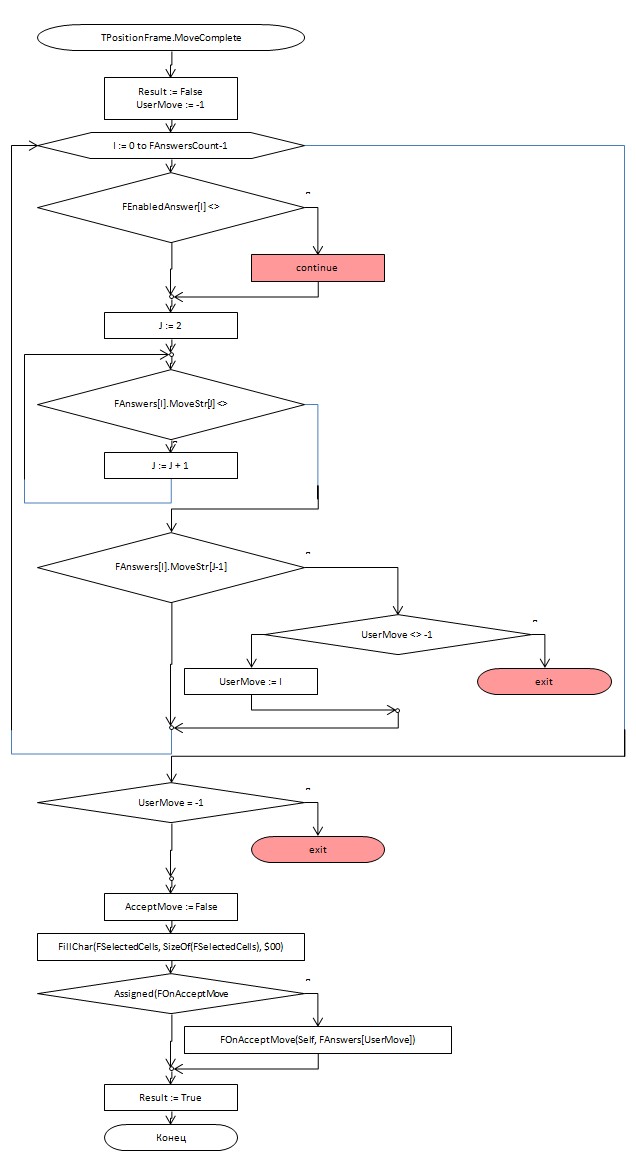 TPositionFrame.MoveComplete
Result := False
UserMove := -1
I := 0 to FAnswersCount-1
FEnabledAnswer[I] <>
continue
J := 2
FAnswers[I].MoveStr[J] <>
J := J + 1
FAnswers[I].MoveStr[J-1]
UserMove <> -1
UserMove := I
exit
UserMove = -1
exit
AcceptMove := False
FillChar(FSelectedCells, SizeOf(FSelectedCells), $00)
Assigned(FOnAcceptMove
FOnAcceptMove(Self, FAnswers[UserMove])
Result := True
Конец